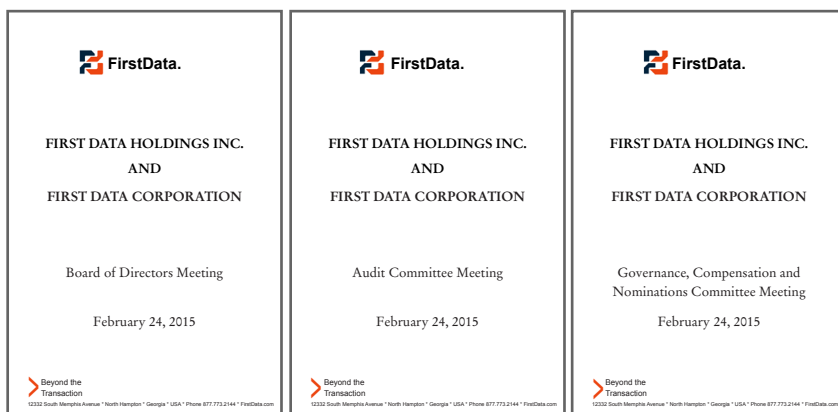 FirstData.
FIRST DATA HOLDINGS INC.
AND
FIRST DATA CORPORATION
Board of Directors Meeting
February 24, 2015
Beyond the
Transaction
12332 South Memphis Avenue * North Hampton * Georgia * USA * Phone 877.773.2144 * FirstData.com
FirstData.
FIRST DATA HOLDINGS INC.
AND
FIRST DATA CORPORATION
Audit Committee Meeting
February 24, 2015
Beyond the
Transaction
12332 South Memphis Avenue * North Hampton * Georgia * USA * Phone 877.773.2144 * FirstData.com
FirstData.
FIRST DATA HOLDINGS INC.
AND
FIRST DATA CORPORATION
Governance, Compensation and
Nominations Committee Meeting
February 24, 2015
Beyond the
Transaction
12332 South Memphis Avenue * North Hampton * Georgia * USA * Phone 877.773.2144 * FirstData.com